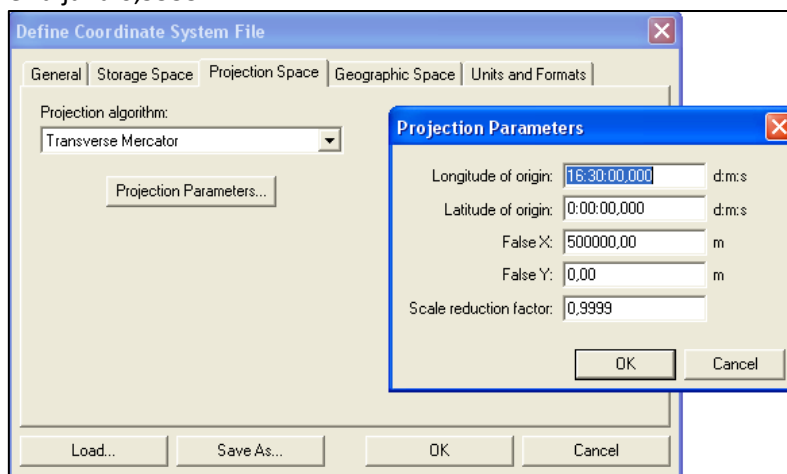 Define Coordinate System File
General Storage Space Projection Space Geographic Space Units and Formats
Projection algorithm:
Transverse Mercator
Projection Parameters...
Projection Parameters
Longitude of origin: 16:30:00,000 d:m:s
Latitude of origin: 0:00:00,000 d:m:s
False X: 500000,00 m
False Y: 0,00 m
Scale reduction factor: 0,9999
OK Cancel
Load... Save As... OK Cancel